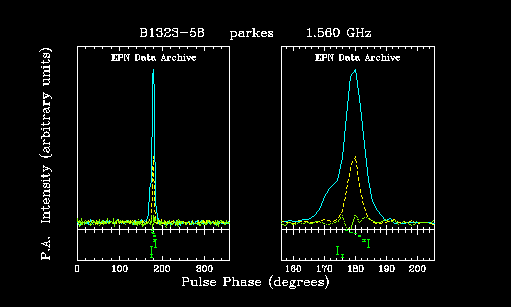 B1323-58 parkes 1.560 GHz
EPN Data Archive EPN Data Archive
P.A. Intensity (arbitrary units)
0 100 200 300 160 170 180 190 200
Pulse Phase (degrees)